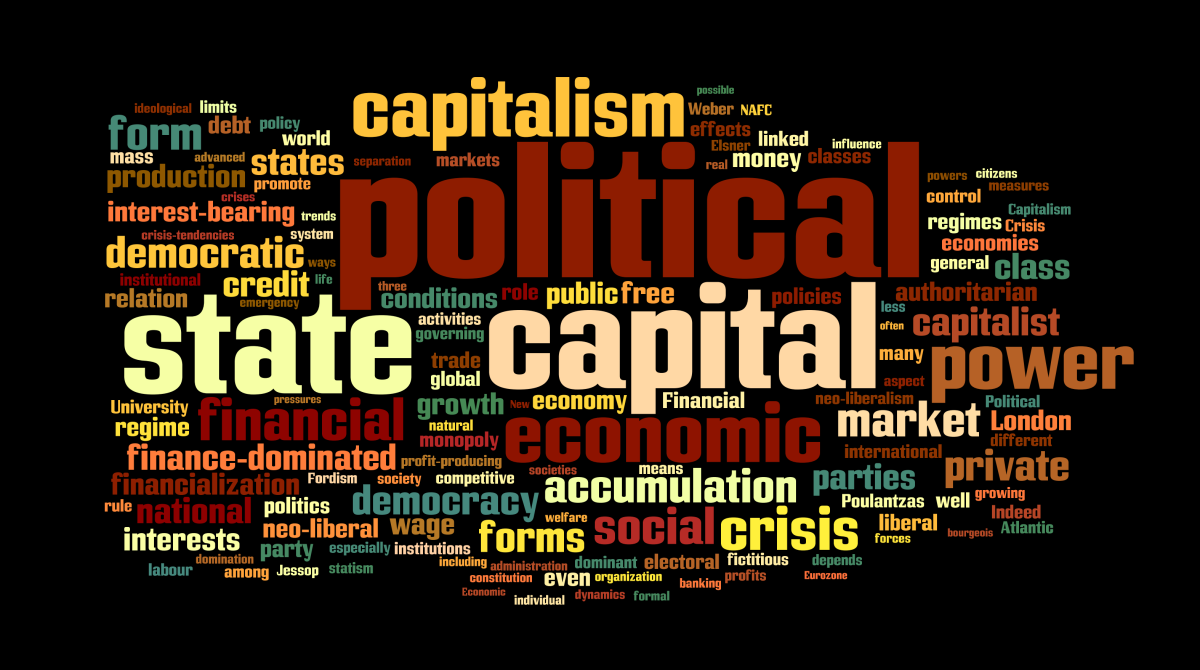 possible
capitalism
Weber NAFC
ideological limits
form debt policy
effects
world
linked
Elsner
influence
mass advanced
states separation markets
real money classes
political
production promote
powers citizens
measures
crises
control
interest-bearing trends
Capitalism
regimes Crisis
crisis-tendencies system
economies
democratic ways
general class
institutional credit life
three
relation emergency
conditions role public free policies authoritarian
less
state
capital
activities
often capitalist
governing
many power
trade
global
aspect
pressures
neo-liberalism Political
University financial growth New economy Financial
market London
regime
natural
economic
monopoly
different
finance-dominated profit-producing
international private
societies means
financialization Fordism society competitive accumulation parties
rule national politics democracy
Poulantzas well growing
Indeed
neo-liberal wage welfare
social crisis liberal Atlantic
interests forms
forces bourgeois
party especially institutions
domination
including administration dominant electoral fictitious depends
labour among Jessop statism
constitution even organization banking profits Eurozone
Economic individual dynamics formal